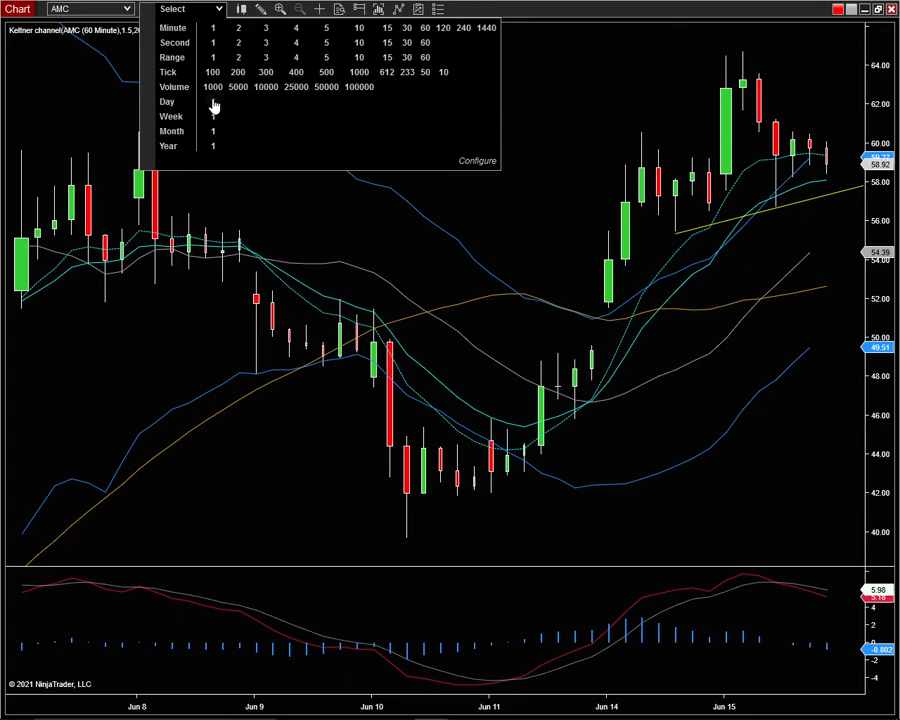 Chart AMC Select
Keltner channel(AMC (60 Minute),1.5,20
Minute 1 2 3 4 5 10 15 30 60 120 240 1440
Second 1 2 3 4 5 10 15 30 60
Range 1 2 3 4 5 10 15 30 60
Tick 100 200 300 400 500 1000 612 233 50 10
Volume 1000 5000 10000 25000 50000 100000
Day
Week 1
Month 1
Year 1
Configure
64.00
62.00
60.00
58.92
58.00
56.00
54.39
54.00
52.00
50.00
49.51
48.00
46.00
44.00
42.00
40.00
5.98
5.18
4
2
0
-0.802
-2
-4
© 2021 NinjaTrader, LLC
Jun 8 Jun 9 Jun 10 Jun 11 Jun 14 Jun 15